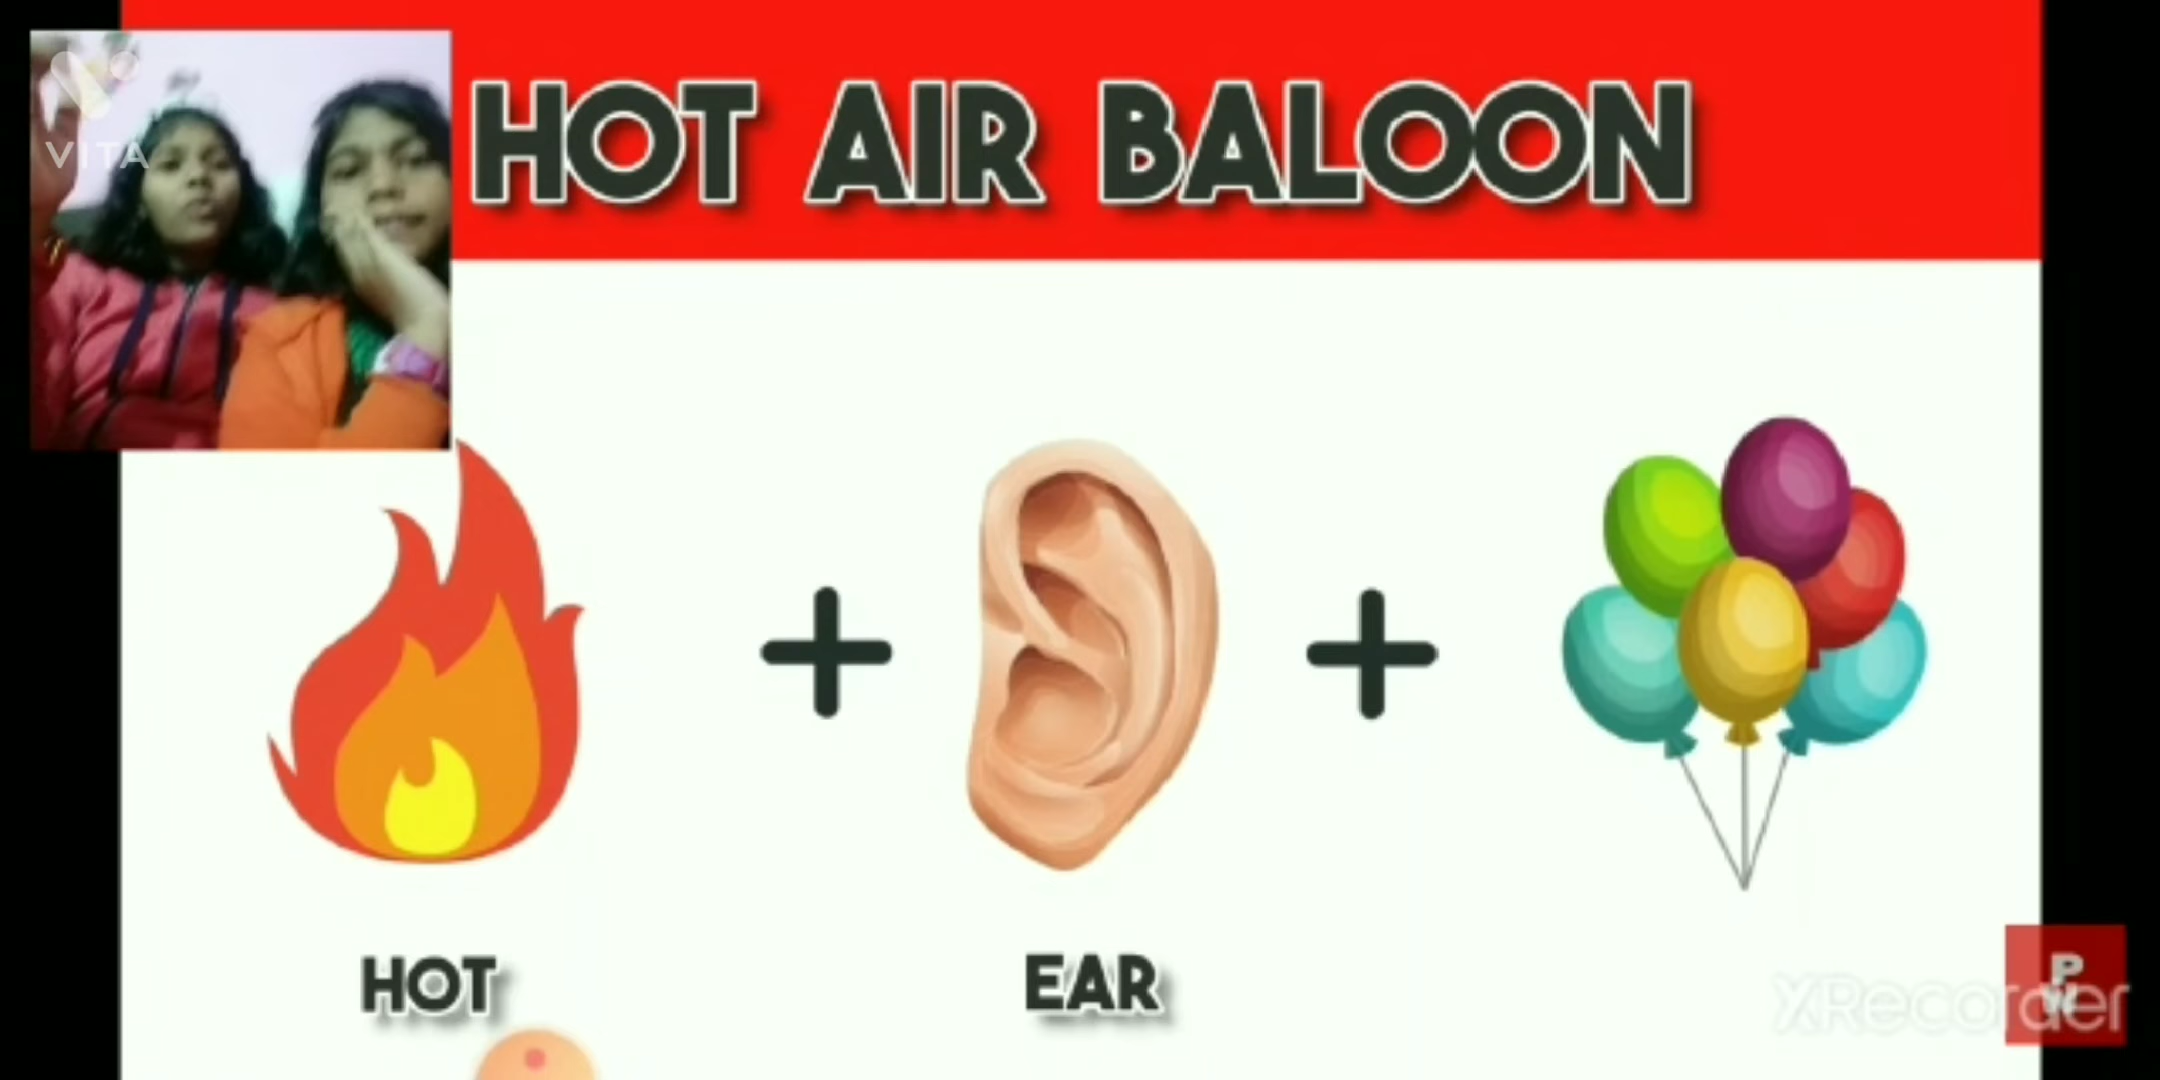 HOT AIR BALOON
VITA
HOT
EAR
P
W
XRecorder